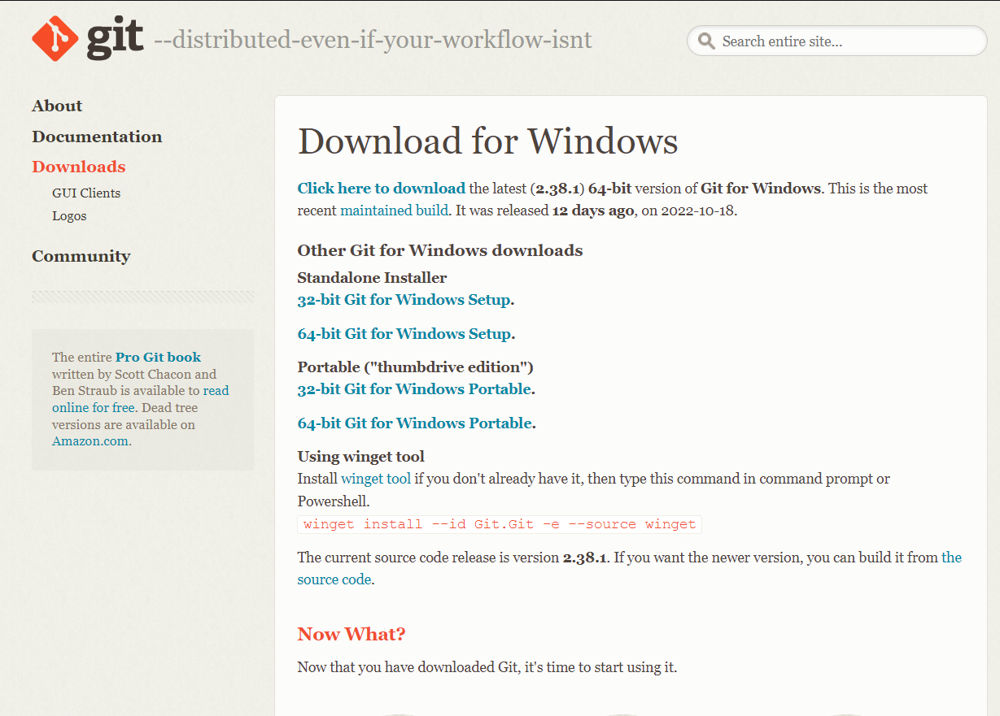 git --distributed-even-if-your-workflow-isnt
Search entire site...
About
Documentation
Downloads
GUI Clients
Logos
Community
The entire Pro Git book
written by Scott Chacon and
Ben Straub is available to read
online for free. Dead tree
versions are available on
Amazon.com.
Download for Windows
Click here to download the latest (2.38.1) 64-bit version of Git for Windows. This is the most
recent maintained build. It was released 12 days ago, on 2022-10-18.
Other Git for Windows downloads
Standalone Installer
32-bit Git for Windows Setup.
64-bit Git for Windows Setup.
Portable ("thumbdrive edition")
32-bit Git for Windows Portable.
64-bit Git for Windows Portable.
Using winget tool
Install winget tool if you don't already have it, then type this command in command prompt or
Powershell.
winget install --id Git.Git -e --source winget
The current source code release is version 2.38.1. If you want the newer version, you can build it from the
source code.
Now What?
Now that you have downloaded Git, it's time to start using it.